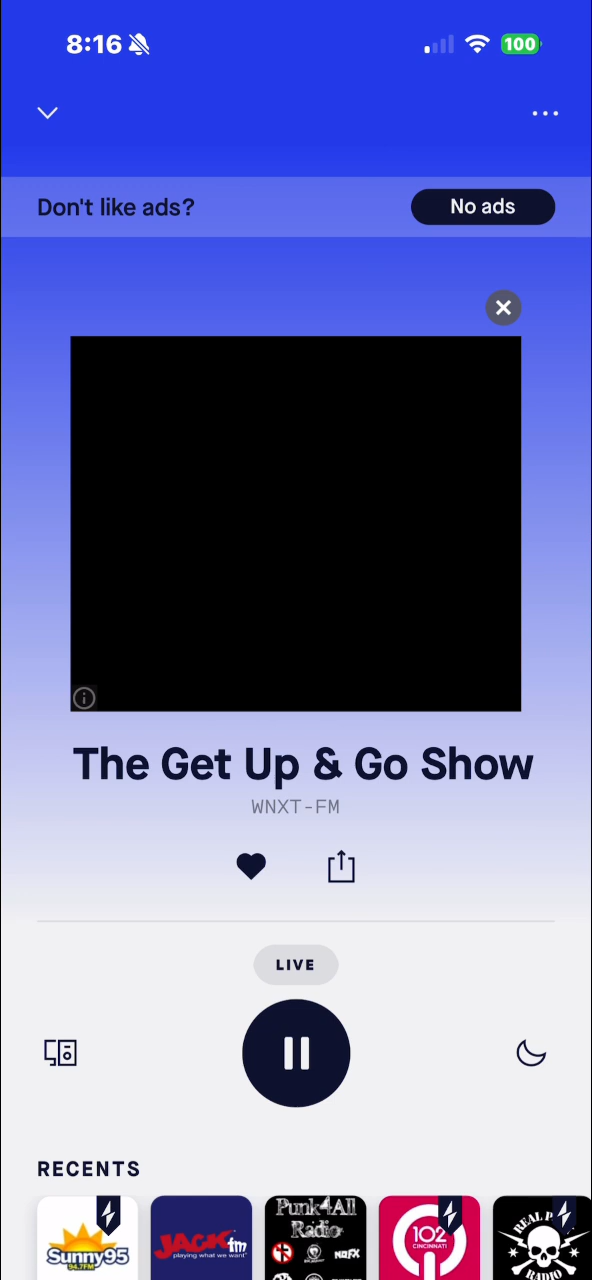 8:16
100
Don't like ads?
No ads
The Get Up & Go Show
WNXT-FM
LIVE
RECENTS
Sunny95
94.7FM
JACK fm
playing what we want
Punk4All
Radio
NOFX
102
CINCINNATI
REAL P
RADIO